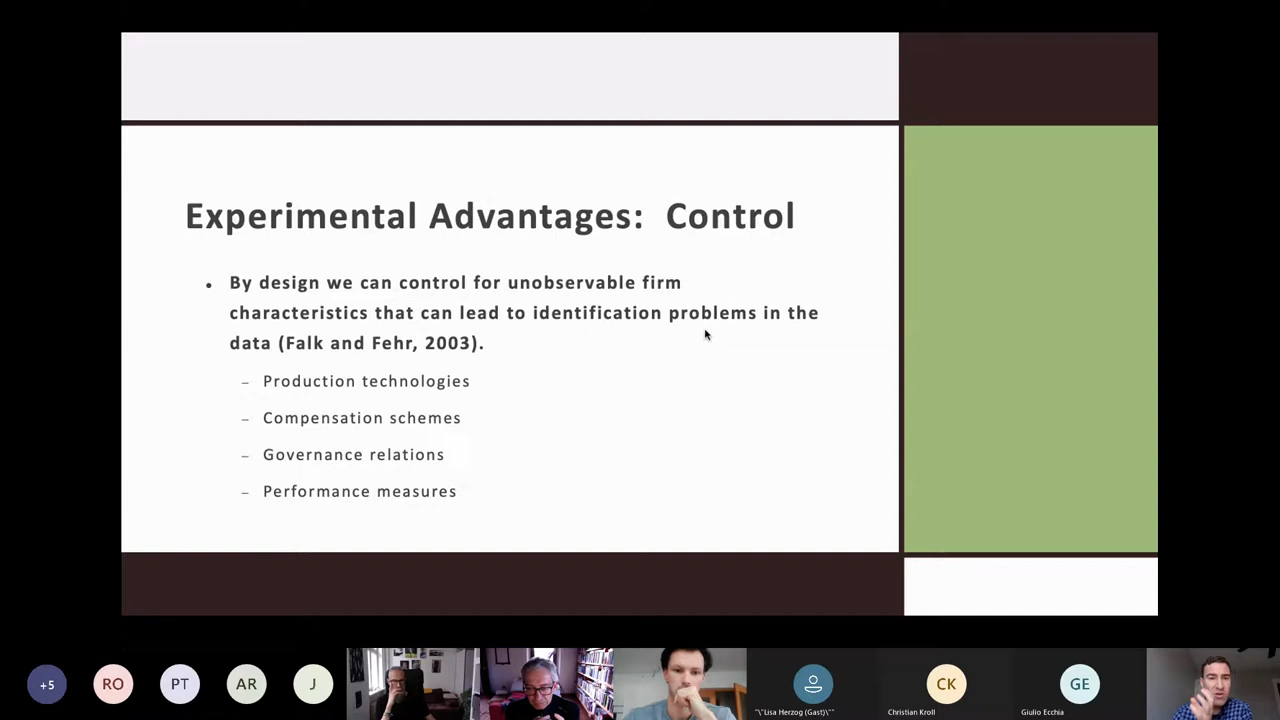 Experimental Advantages: Control
• By design we can control for unobservable firm
characteristics that can lead to identification problems in the
data (Falk and Fehr, 2003).
– Production technologies
– Compensation schemes
– Governance relations
– Performance measures
+5
RO
PT
AR
J
"\"Lisa Herzog (Gast)\""
CK
Christian Kroll
GE
Giulio Ecchia